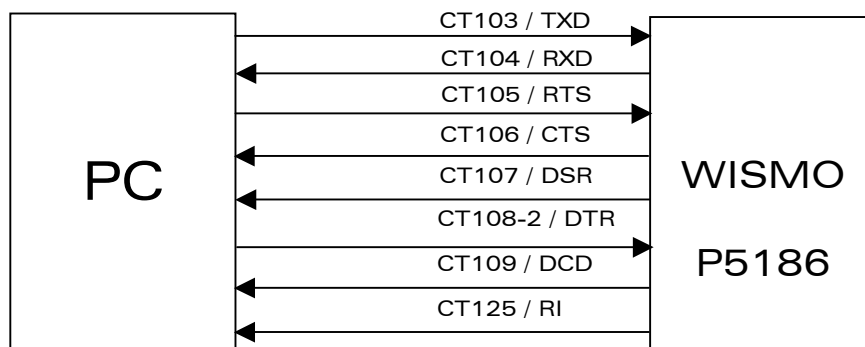 CT103 / TXD
CT104 / RXD
CT105 / RTS
CT106 / CTS
PC
CT107 / DSR
WISMO
CT108-2 / DTR
P5186
CT109 / DCD
CT125 / RI